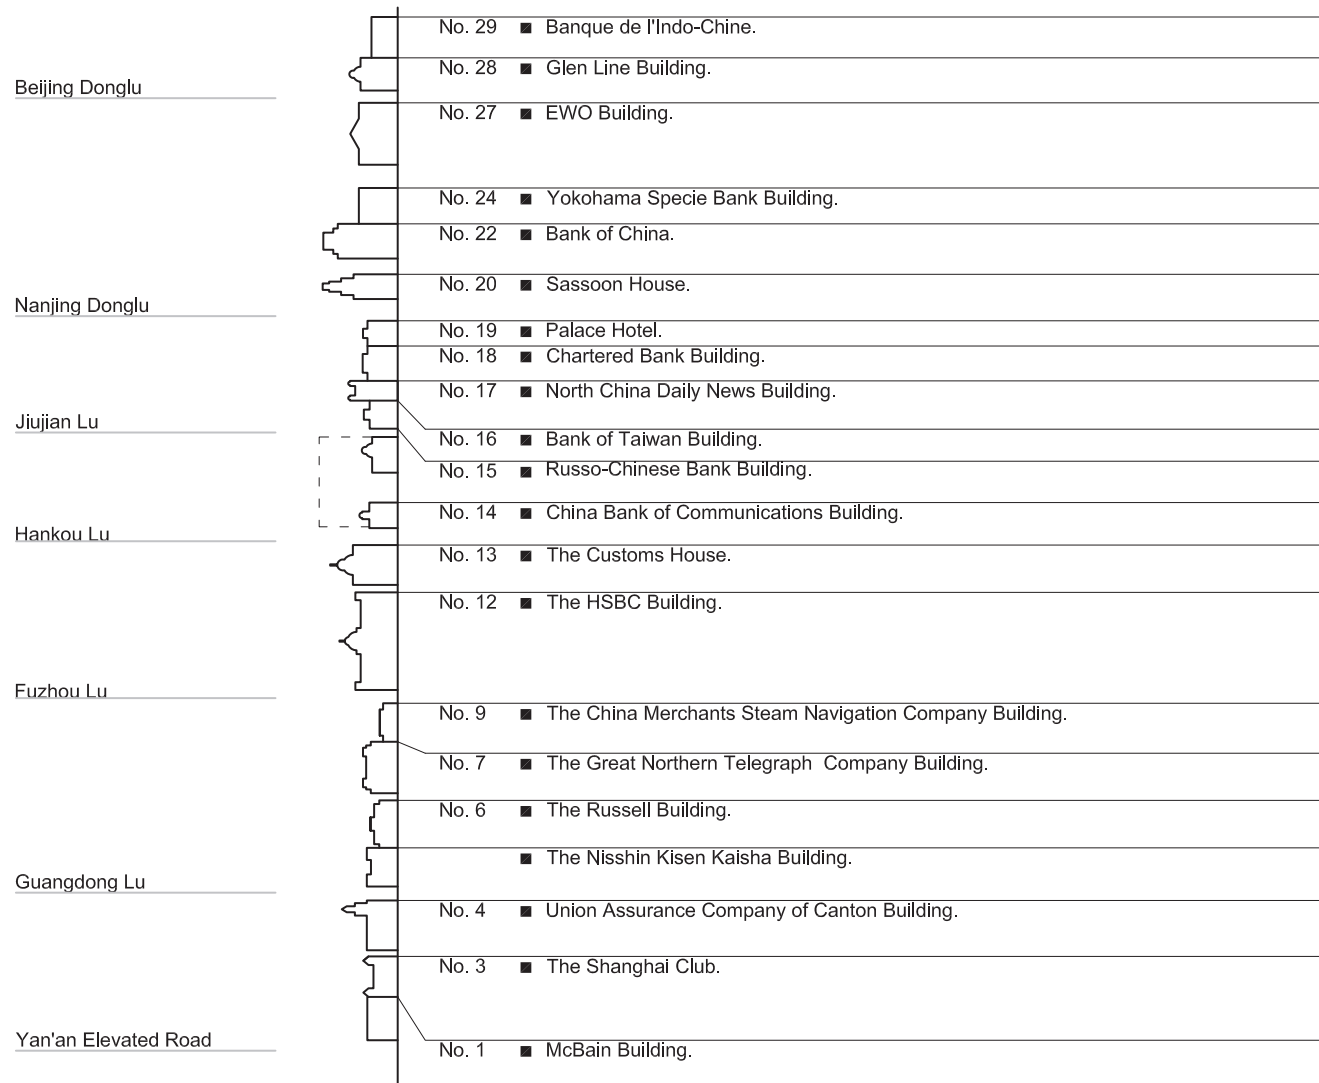 No. 29 ■ Banque de l'Indo-Chine.
No. 28 ■ Glen Line Building.
Beijing Donglu
No. 27 ■ EWO Building.
No. 24 ■ Yokohama Specie Bank Building.
No. 22 ■ Bank of China.
No. 20 ■ Sassoon House.
Nanjing Donglu
No. 19 ■ Palace Hotel.
No. 18 ■ Chartered Bank Building.
No. 17 ■ North China Daily News Building.
Jiujian Lu
No. 16 ■ Bank of Taiwan Building.
No. 15 ■ Russo-Chinese Bank Building.
No. 14 ■ China Bank of Communications Building.
Hankou Lu
No. 13 ■ The Customs House.
No. 12 ■ The HSBC Building.
Fuzhou Lu
No. 9 ■ The China Merchants Steam Navigation Company Building.
No. 7 ■ The Great Northern Telegraph Company Building.
No. 6 ■ The Russell Building.
■ The Nisshin Kisen Kaisha Building.
Guangdong Lu
No. 4 ■ Union Assurance Company of Canton Building.
No. 3 ■ The Shanghai Club.
Yan'an Elevated Road
No. 1 ■ McBain Building.